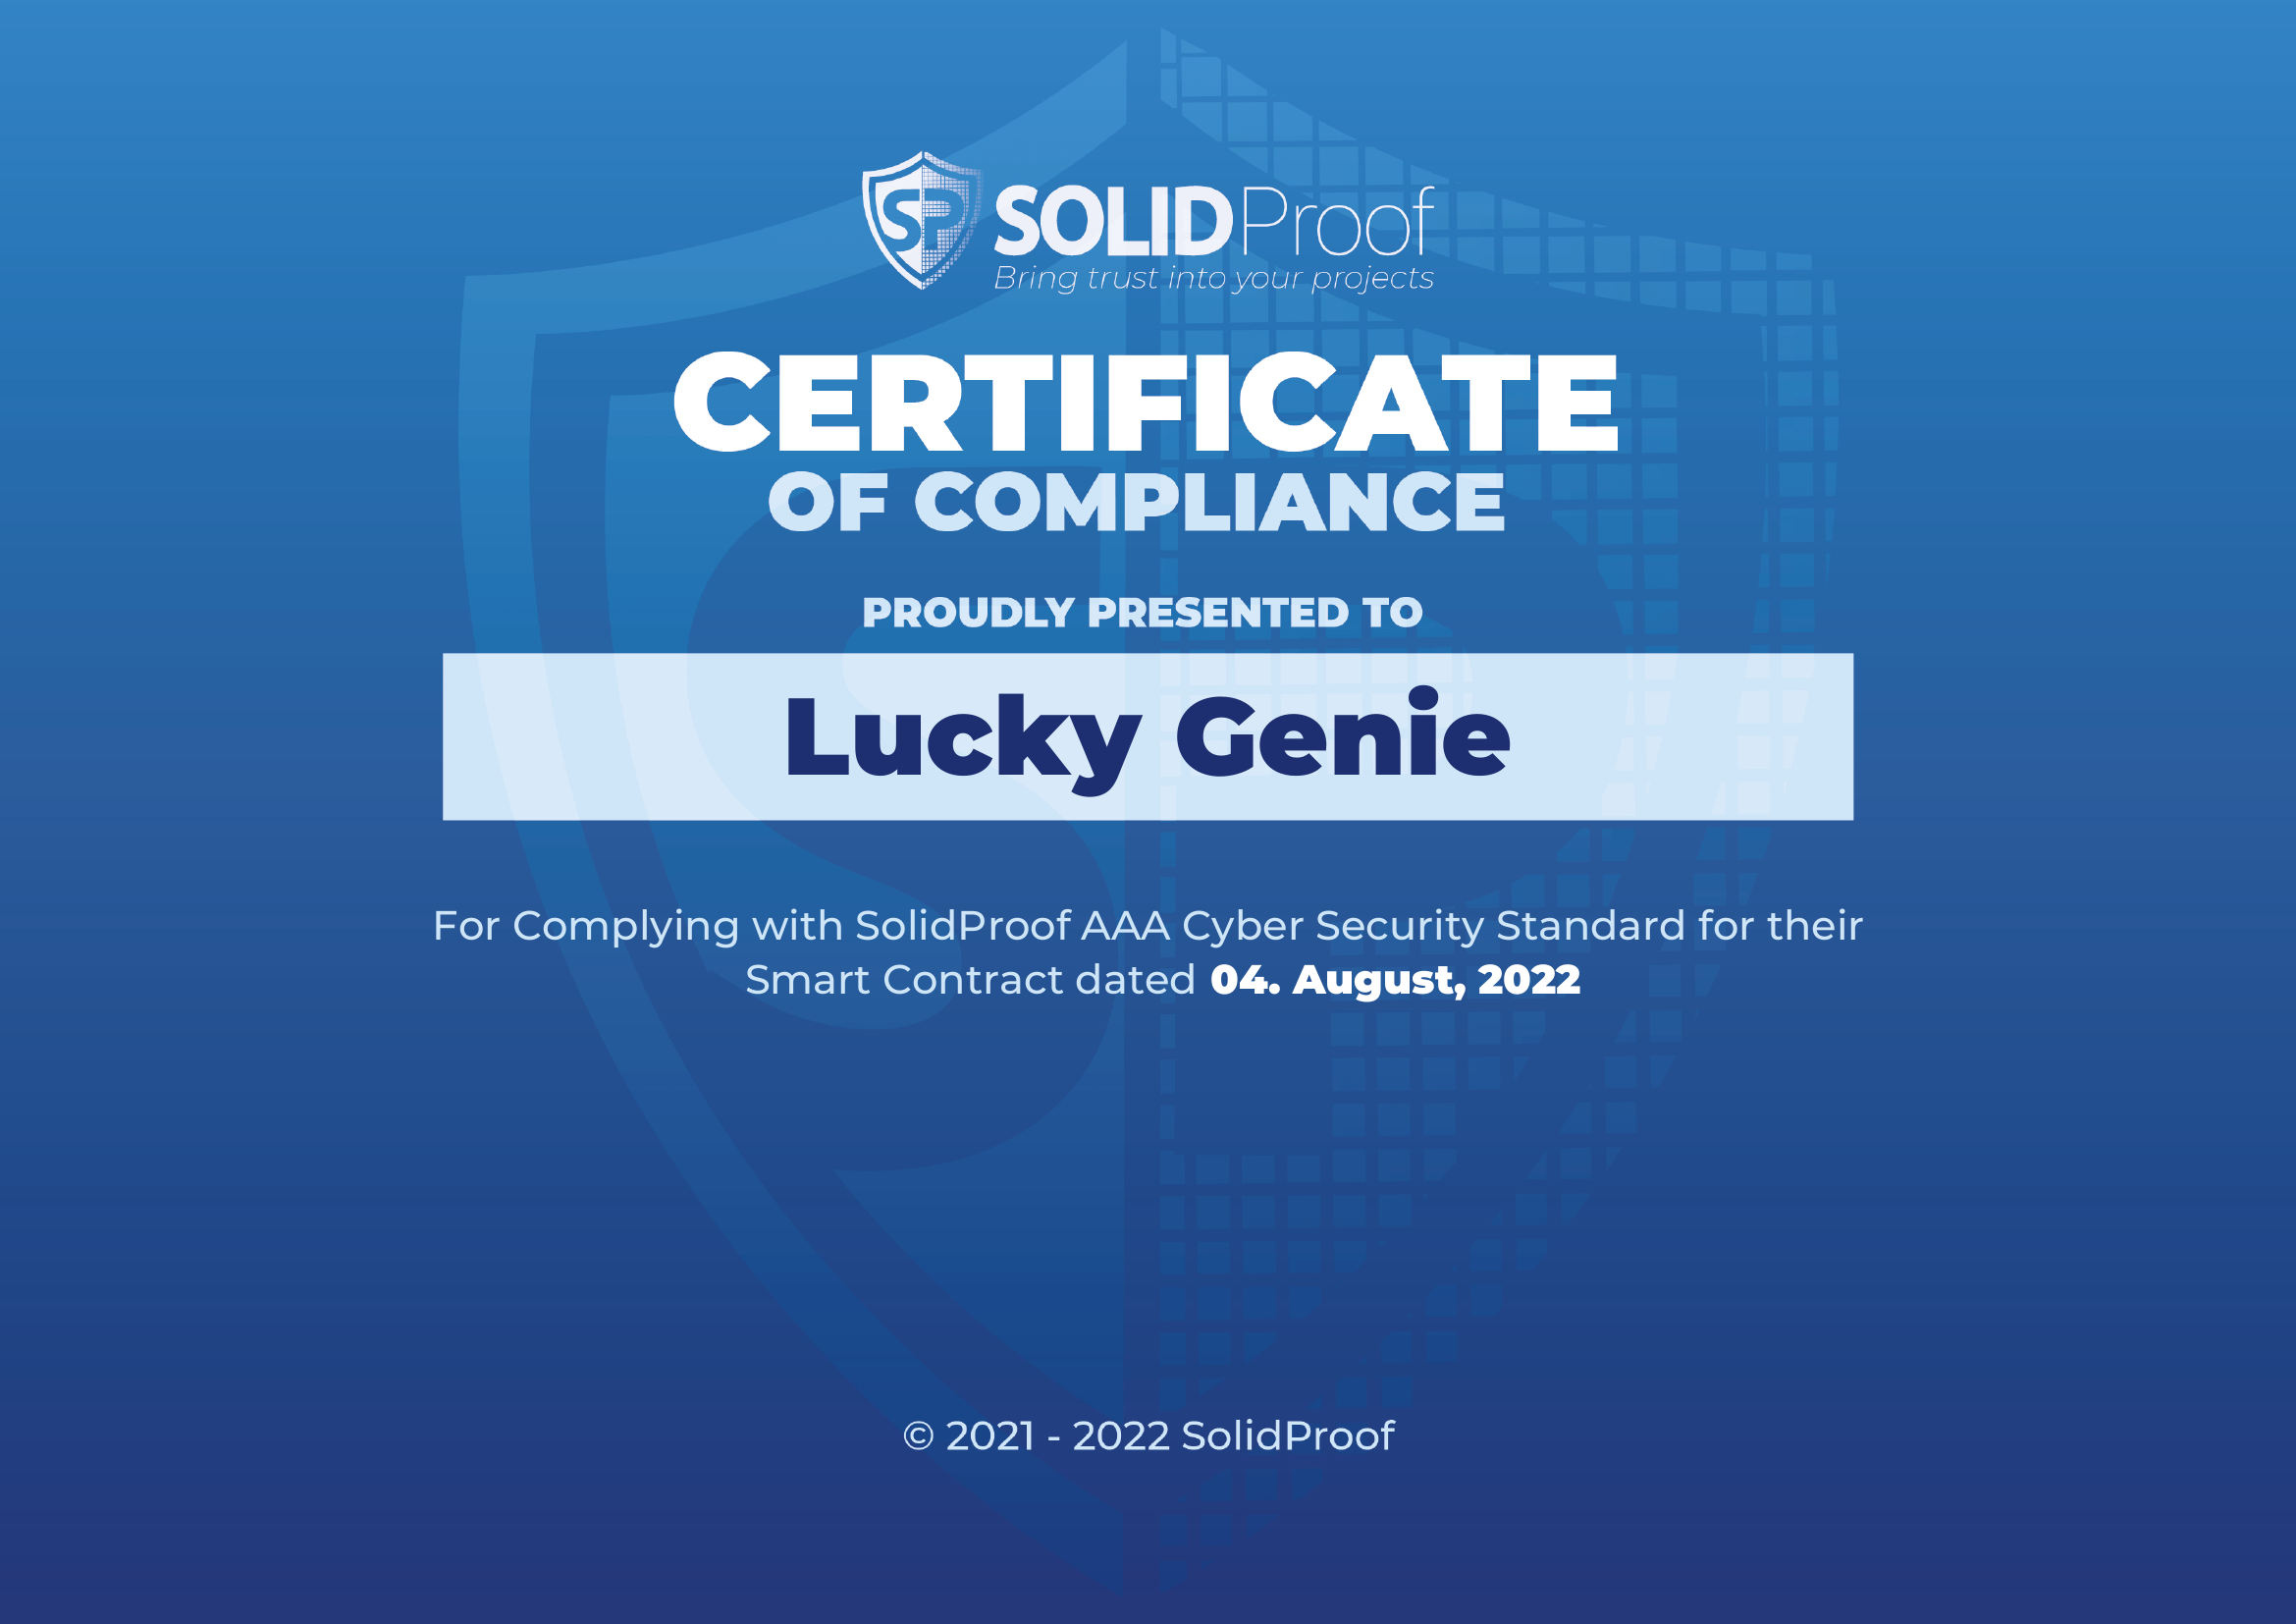 SP SOLIDProof
Bring trust into your projects
CERTIFICATE
OF COMPLIANCE
PROUDLY PRESENTED TO
Lucky Genie
For Complying with SolidProof AAA Cyber Security Standard for their
Smart Contract dated 04. August, 2022
© 2021 - 2022 SolidProof